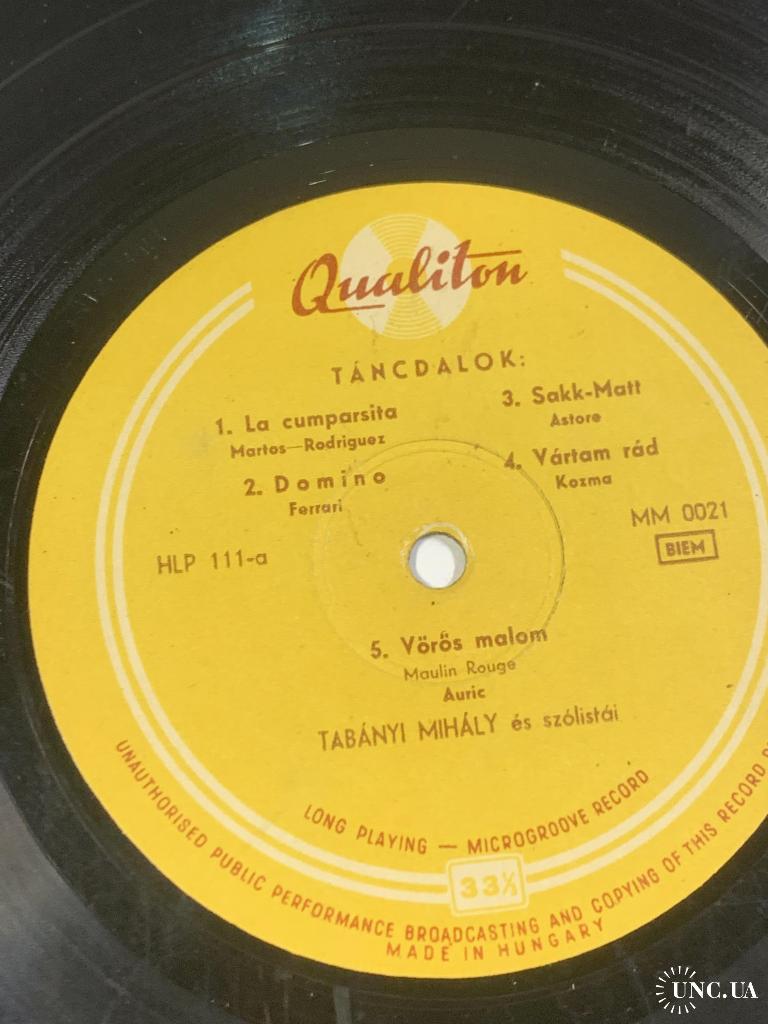 Qualiton
TÁNCDALOK:
1. La cumparsita
Martos—Rodriguez
2. Domino
Ferrari
3. Sakk-Matt
Astore
4. Vártam rád
Kozma
HLP 111-a
MM 0021
BIEM
5. Vörös malom
Maulin Rouge
Auric
TABÁNYI MIHÁLY és szólistái
LONG PLAYING — MICROGROOVE RECORD
33⅓
UNAUTHORISED PUBLIC PERFORMANCE BROADCASTING AND COPYING OF THIS RECORD
MADE IN HUNGARY
UNC.UA